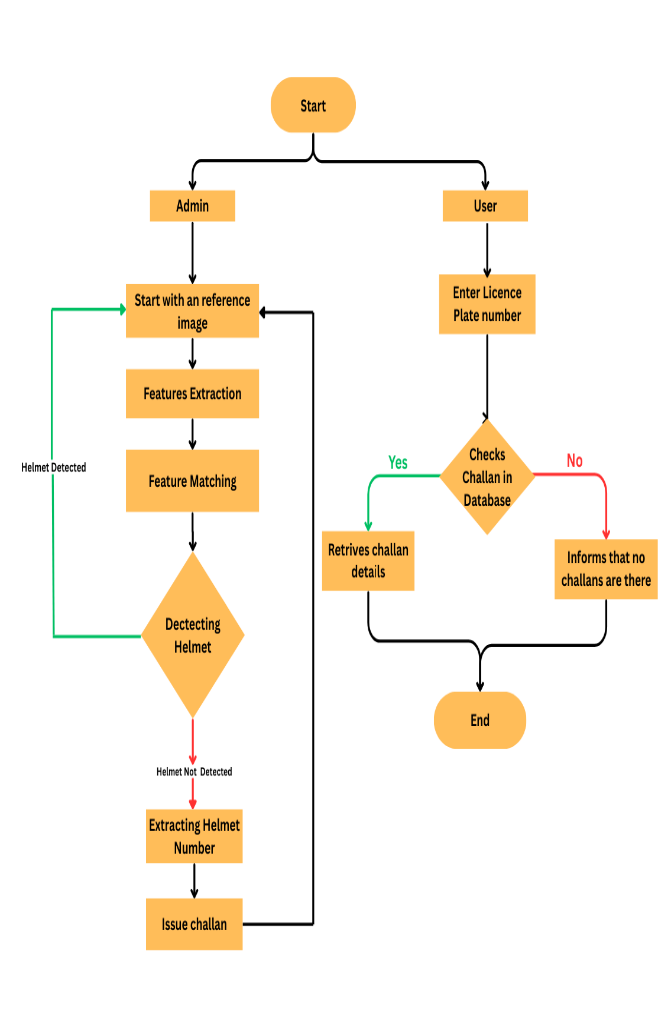 Start
Admin
User
Start with an reference
image
Enter Licence
Plate number
Features Extraction
Feature Matching
Helmet Detected
Checks
Challan in
Database
Yes
No
Retrives challan
details
Informs that no
challans are there
Dectecting
Helmet
End
Helmet Not Detected
Extracting Helmet
Number
Issue challan